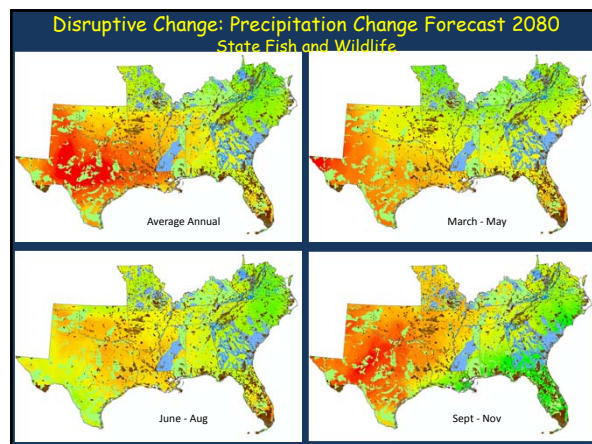 Disruptive Change: Precipitation Change Forecast 2080
State Fish and Wildlife
Average Annual
March - May
June - Aug
Sept - Nov